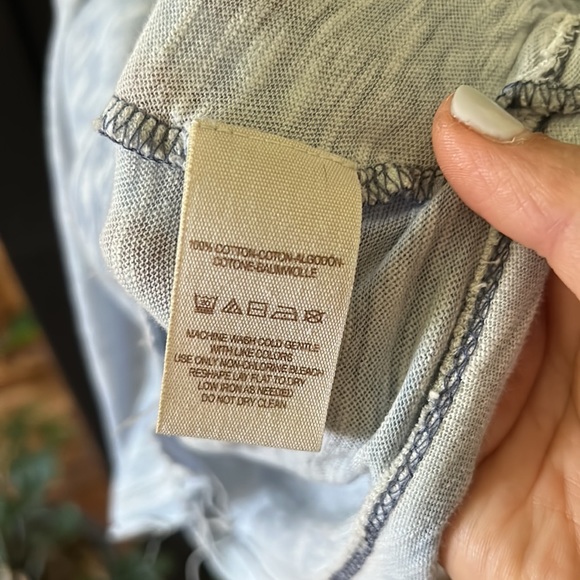 100% COTTON-COTON-ALGODON-
COTONE-BAUMWOLLE
MACHINE WASH COLD GENTLE
WITH LIKE COLORS
USE ONLY NON-CHLORINE BLEACH
RESHAPE LAY FLAT TO DRY
LOW IRON AS NEEDED
DO NOT DRY CLEAN